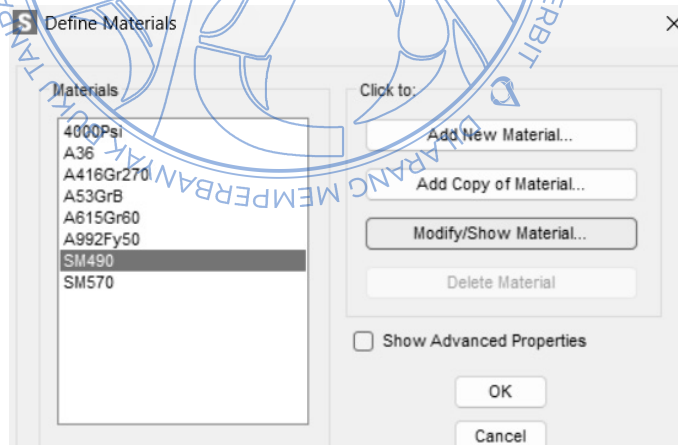 S Define Materials
Materials
4000Psi
A36
A416Gr270
A53GrB
A615Gr60
A992Fy50
SM490
SM570
Click to:
Add New Material...
Add Copy of Material...
Modify/Show Material...
Delete Material
Show Advanced Properties
OK
Cancel
DILARANG MEMPERBANYAK BUKU